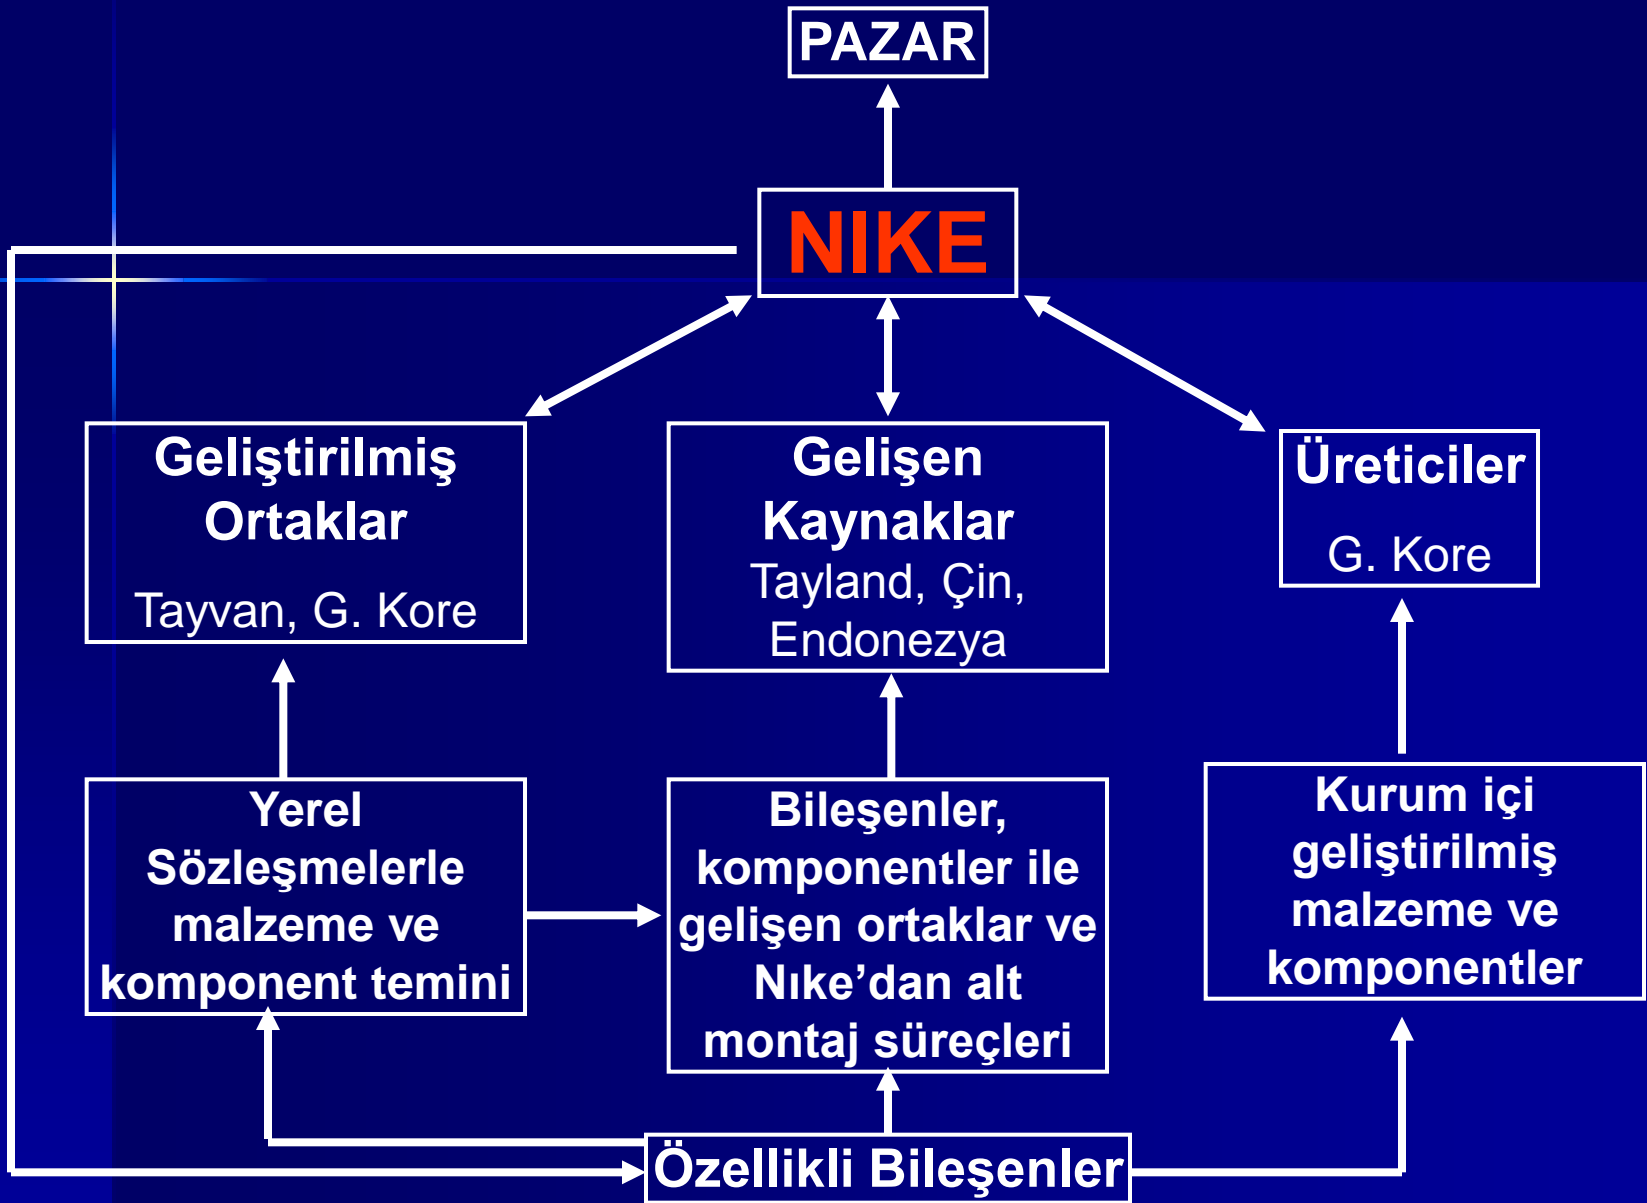 PAZAR
NIKE
Geliştirilmiş
Ortaklar
Tayvan, G. Kore
Gelişen
Kaynaklar
Tayland, Çin,
Endonezya
Üreticiler
G. Kore
Yerel
Sözleşmelerle
malzeme ve
komponent temini
Bileşenler,
komponentler ile
gelişen ortaklar ve
Nıke’dan alt
montaj süreçleri
Kurum içi
geliştirilmiş
malzeme ve
komponentler
Özellikli Bileşenler